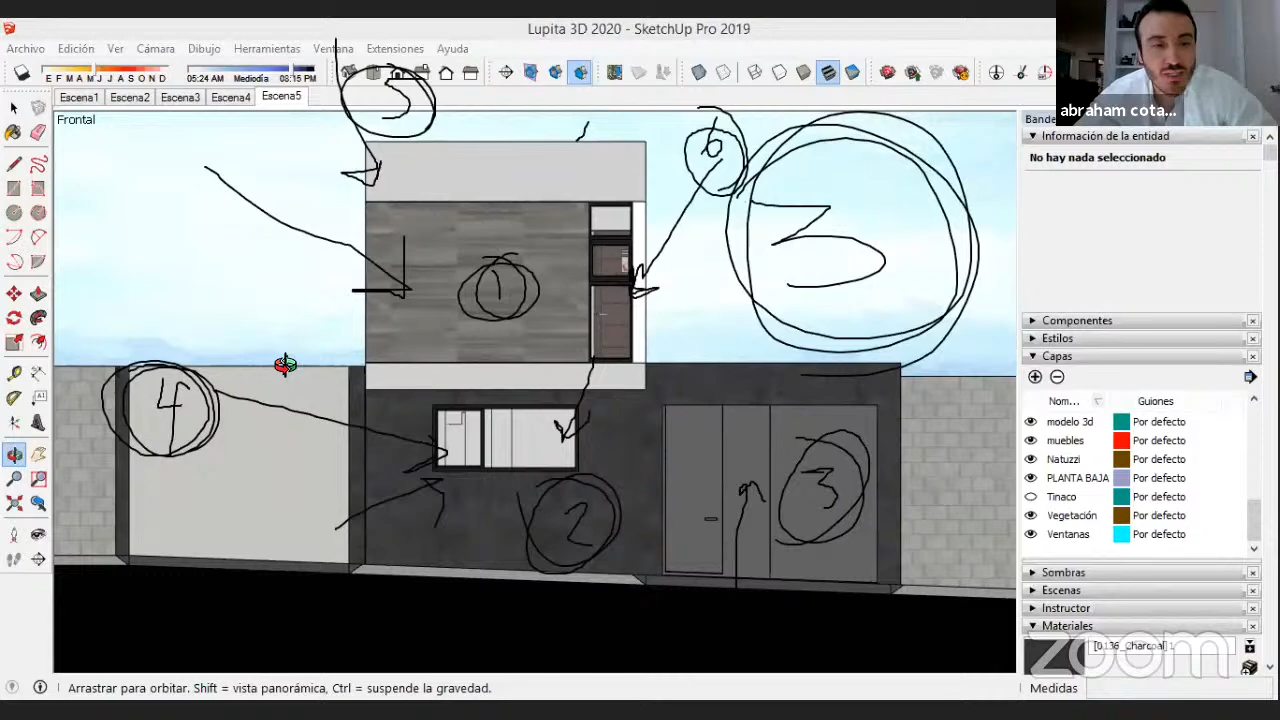 Lupita 3D 2020 - SketchUp Pro 2019
Archivo Edición Ver Cámara Dibujo Herramientas Ventana Extensiones Ayuda
E F M A M J J A S O N D 05:24 AM Mediodía 08:15 PM
Escena1 Escena2 Escena3 Escena4 Escena5
abraham cota...
Frontal
Bande
Información de la entidad
No hay nada seleccionado
5
6
3
1
4
3
2
Componentes
Estilos
Capas
Nom... Guiones
modelo 3d Por defecto
muebles Por defecto
Natuzzi Por defecto
PLANTA BAJA Por defecto
Tinaco Por defecto
Vegetación Por defecto
Ventanas Por defecto
Sombras
Escenas
Instructor
Materiales
[0136_Charcoal]1
zoom
Arrastrar para orbitar. Shift = vista panorámica, Ctrl = suspende la gravedad.
Medidas